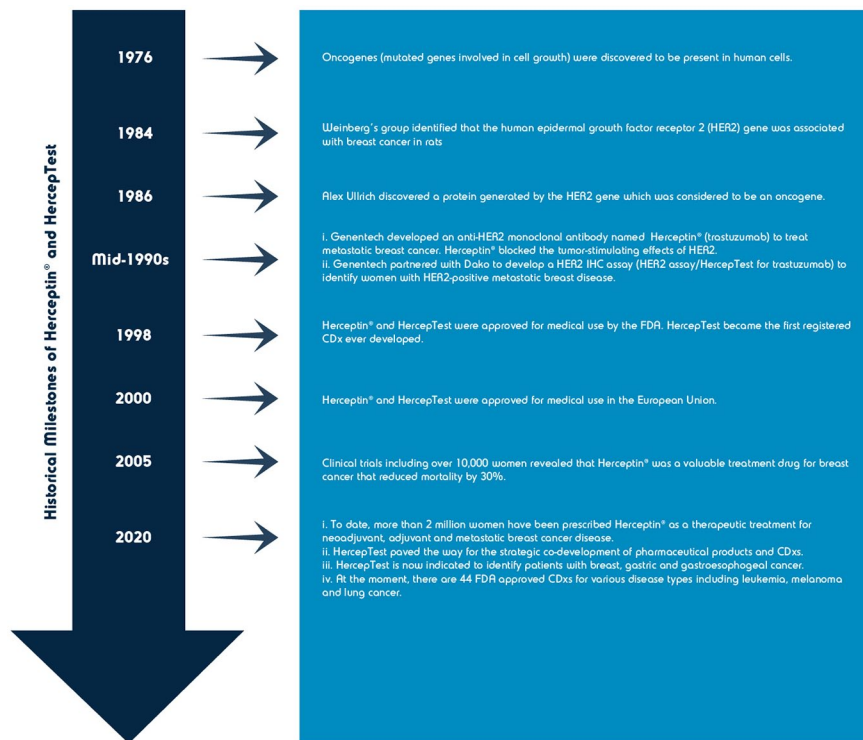 Historical Milestones of Herceptin® and HercepTest
1976
Oncogenes (mutated genes involved in cell growth) were discovered to be present in human cells.
1984
Weinberg's group identified that the human epidermal growth factor receptor 2 (HER2) gene was associated
with breast cancer in rats
1986
Alex Ullrich discovered a protein generated by the HER2 gene which was considered to be an oncogene.
Mid-1990s
i. Genentech developed an anti-HER2 monoclonal antibody named Herceptin® (trastuzumab) to treat
metastatic breast cancer. Herceptin® blocked the tumor-stimulating effects of HER2.
ii. Genentech partnered with Dako to develop a HER2 IHC assay (HER2 assay/HercepTest for trastuzumab) to
identify women with HER2-positive metastatic breast disease.
1998
Herceptin® and HercepTest were approved for medical use by the FDA. HercepTest became the first registered
CDx ever developed.
2000
Herceptin® and HercepTest were approved for medical use in the European Union.
2005
Clinical trials including over 10,000 women revealed that Herceptin® was a valuable treatment drug for breast
cancer that reduced mortality by 30%.
2020
i. To date, more than 2 million women have been prescribed Herceptin® as a therapeutic treatment for
neoadjuvant, adjuvant and metastatic breast cancer disease.
ii. HercepTest paved the way for the strategic co-development of pharmaceutical products and CDxs.
iii. HercepTest is now indicated to identify patients with breast, gastric and gastroesophogeal cancer.
iv. At the moment, there are 44 FDA approved CDxs for various disease types including leukemia, melanoma
and lung cancer.